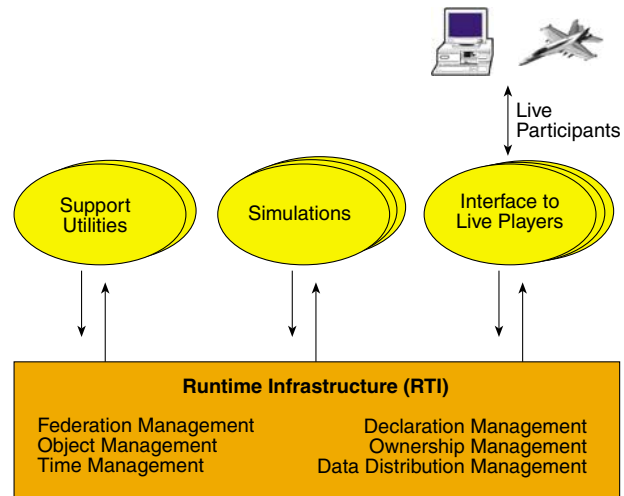 Live
Participants
Support
Utilities
Simulations
Interface to
Live Players
Runtime Infrastructure (RTI)
Federation Management
Object Management
Time Management
Declaration Management
Ownership Management
Data Distribution Management